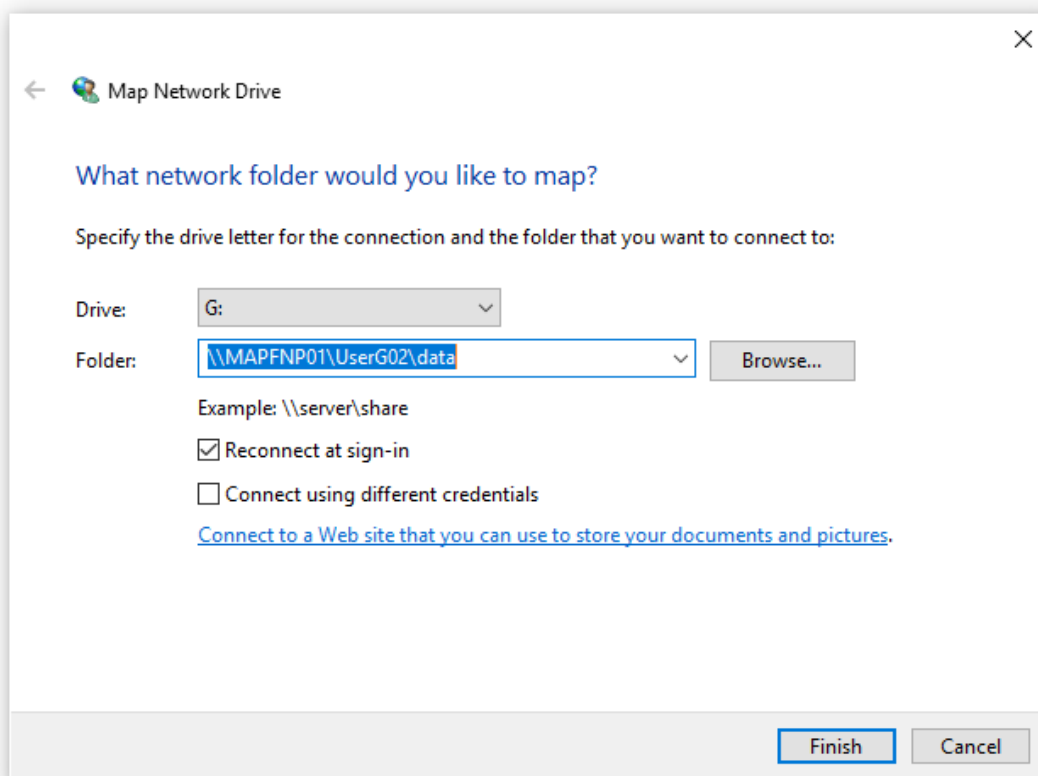 Map Network Drive
What network folder would you like to map?
Specify the drive letter for the connection and the folder that you want to connect to:
Drive: G:
Folder: \\MAPFNP01\UserG02\data Browse...
Example: \\server\share
Reconnect at sign-in
Connect using different credentials
Connect to a Web site that you can use to store your documents and pictures.
Finish Cancel